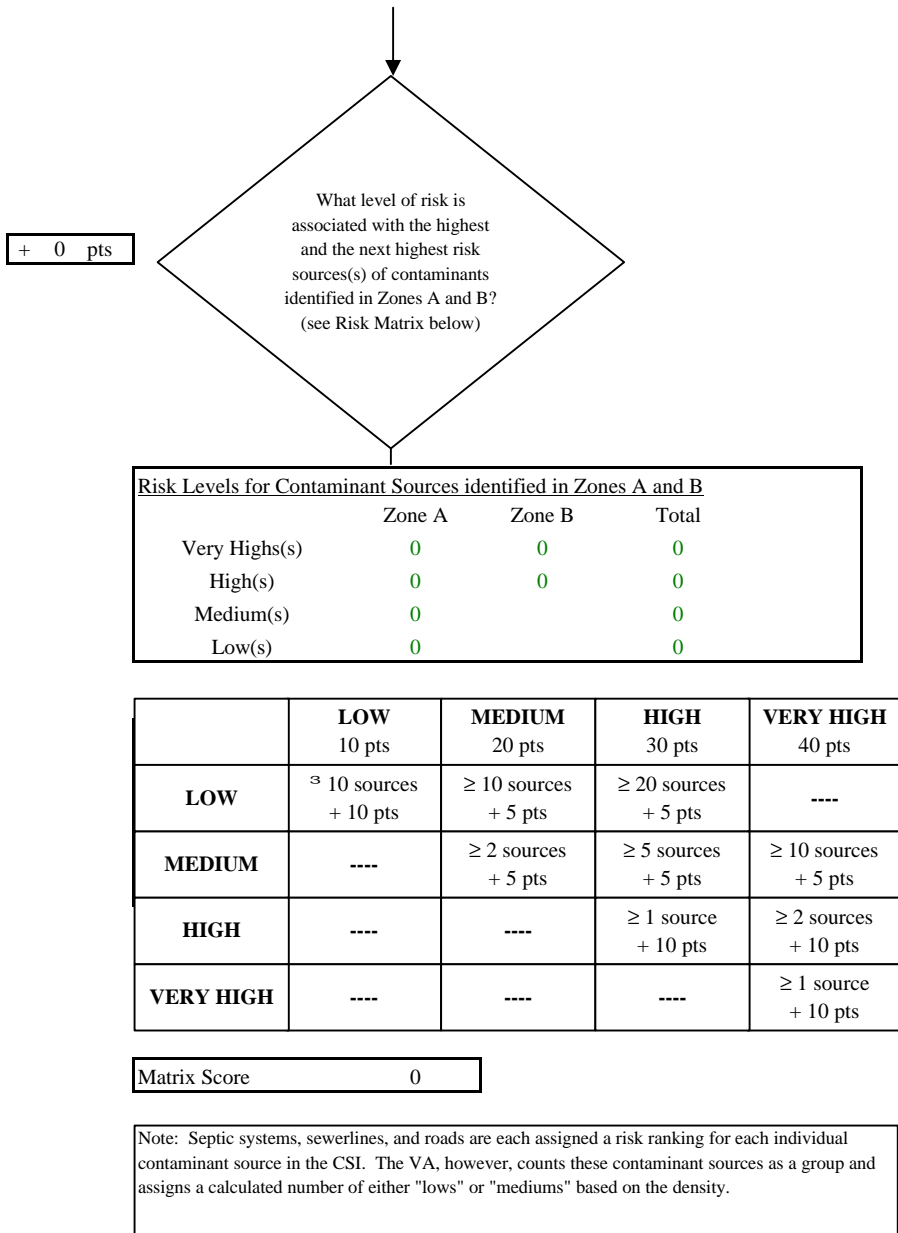 What level of risk is
associated with the highest
and the next highest risk
sources(s) of contaminants
identified in Zones A and B?
(see Risk Matrix below)
+ 0 pts
Risk Levels for Contaminant Sources identified in Zones A and B
Zone A Zone B Total
Very Highs(s) 0 0 0
High(s) 0 0 0
Medium(s) 0 0
Low(s) 0 0
LOW MEDIUM HIGH VERY HIGH
10 pts 20 pts 30 pts 40 pts
LOW ³ 10 sources ≥ 10 sources ≥ 20 sources ----
+ 10 pts + 5 pts + 5 pts
MEDIUM ---- ≥ 2 sources ≥ 5 sources ≥ 10 sources
+ 5 pts + 5 pts + 5 pts
HIGH ---- ---- ≥ 1 source ≥ 2 sources
+ 10 pts + 10 pts
VERY HIGH ---- ---- ---- ≥ 1 source
+ 10 pts
Matrix Score 0
Note: Septic systems, sewerlines, and roads are each assigned a risk ranking for each individual
contaminant source in the CSI. The VA, however, counts these contaminant sources as a group and
assigns a calculated number of either "lows" or "mediums" based on the density.